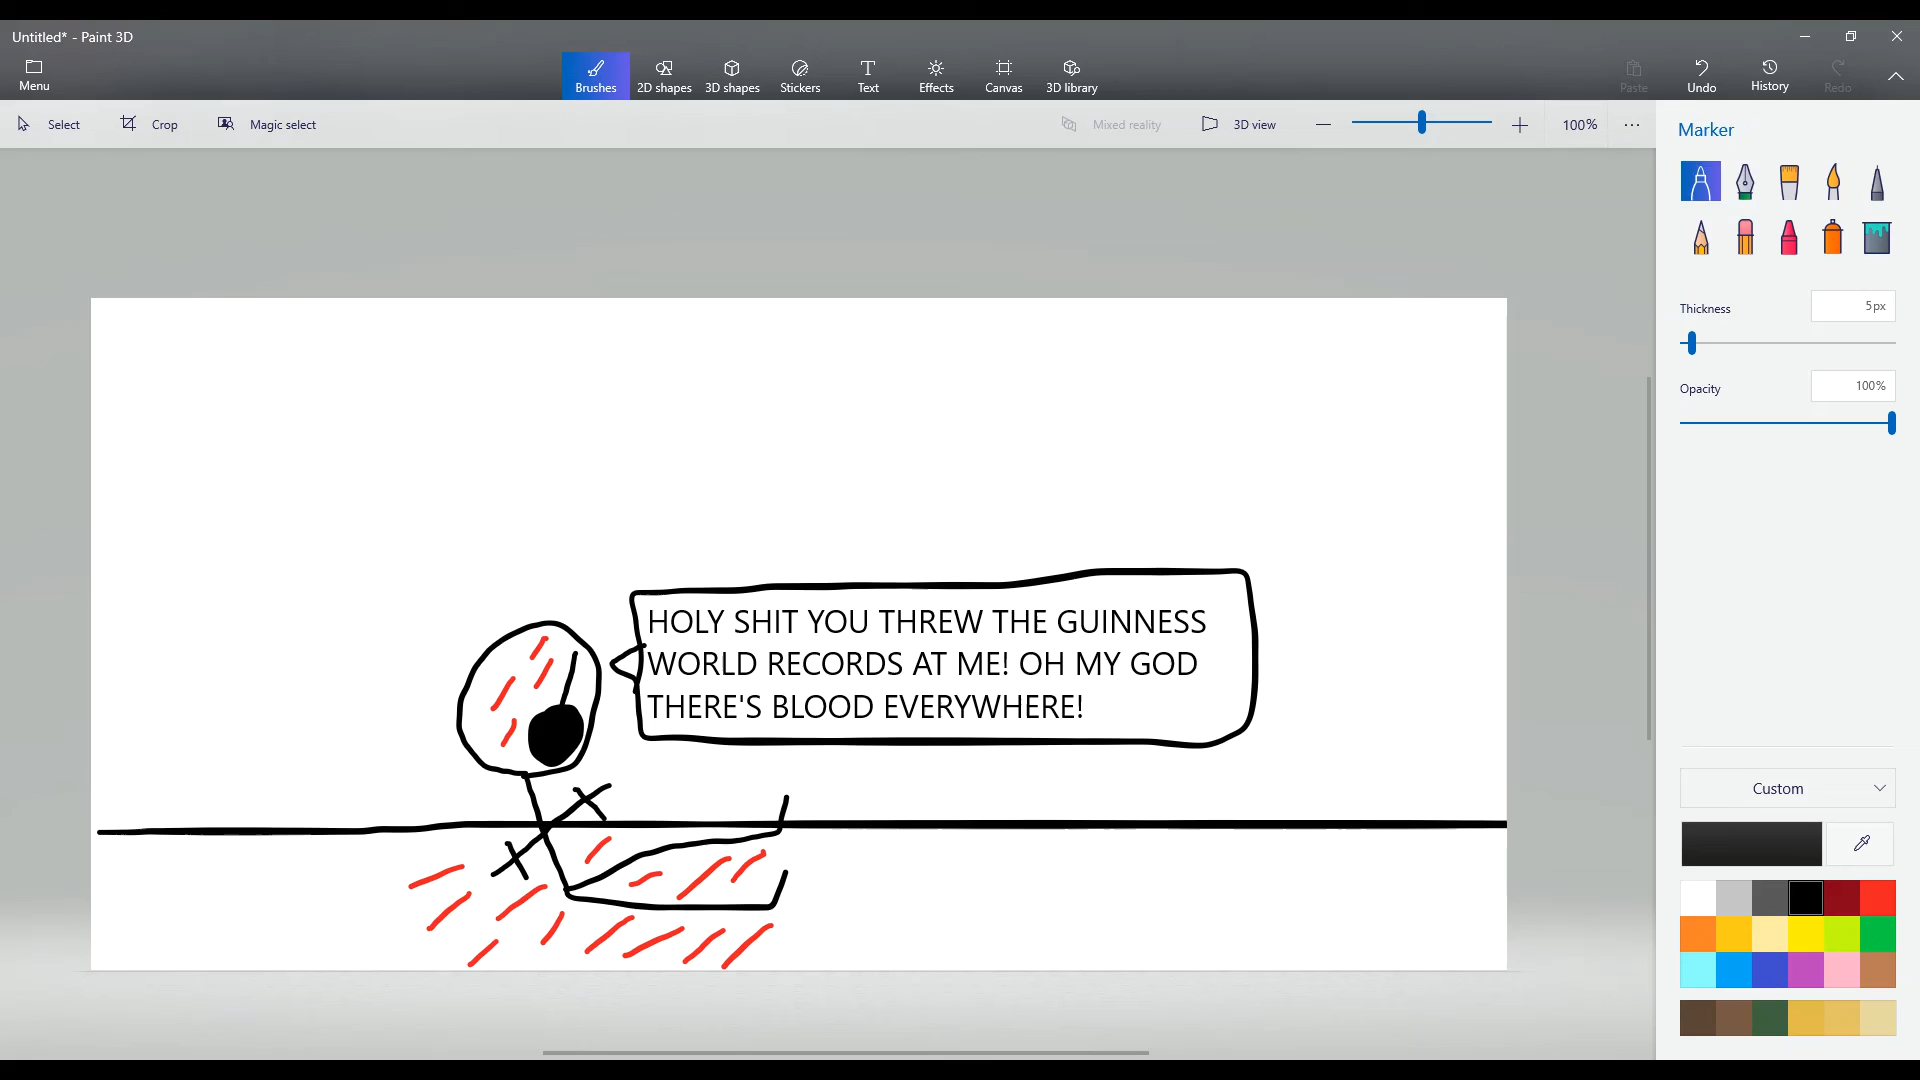 Untitled* - Paint 3D
Menu
Brushes
2D shapes
3D shapes
Stickers
Text
Effects
Canvas
3D library
Paste
Undo
History
Redo
Select
Crop
Magic select
Mixed reality
3D view
100%
Marker
Thickness
5px
Opacity
100%
HOLY SHIT YOU THREW THE GUINNESS
WORLD RECORDS AT ME! OH MY GOD
THERE'S BLOOD EVERYWHERE!
Custom